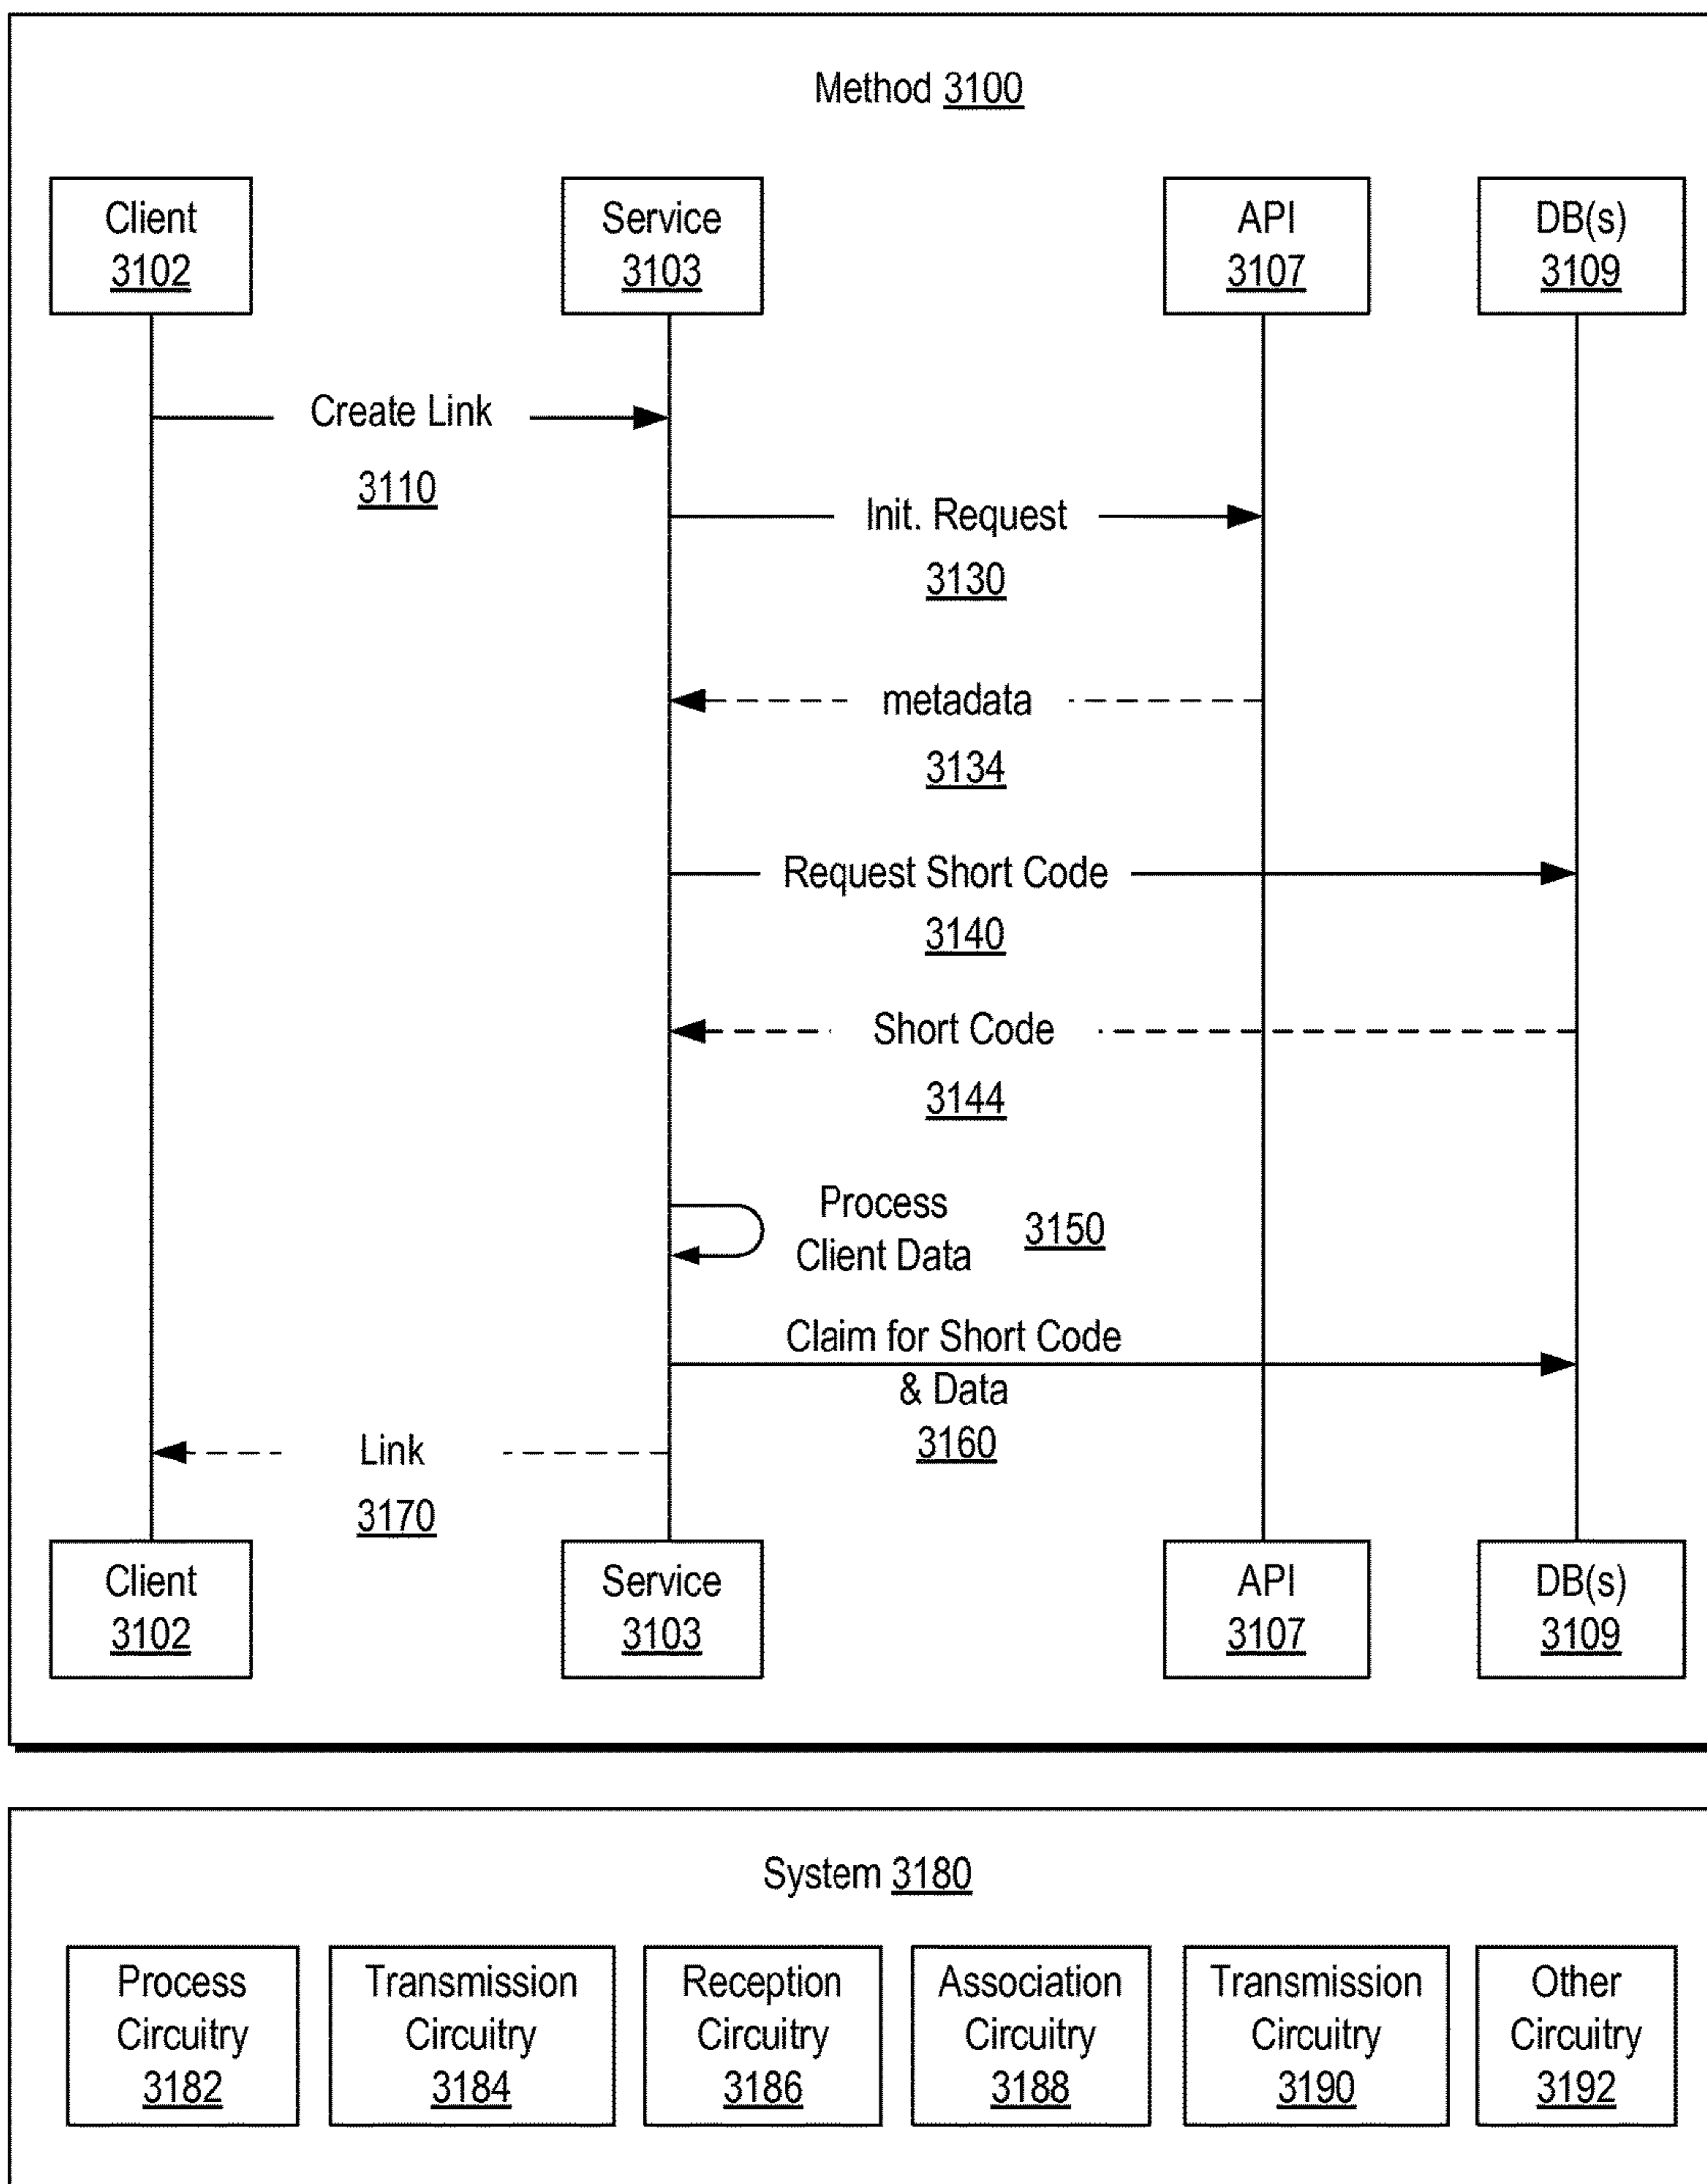 Method 3100
Client
3102
Service
3103
API
3107
DB(s)
3109
Create Link
3110
Init. Request
3130
metadata
3134
Request Short Code
3140
Short Code
3144
Process
Client Data
3150
Claim for Short Code
& Data
3160
Link
3170
Client
3102
Service
3103
API
3107
DB(s)
3109
System 3180
Process
Circuitry
3182
Transmission
Circuitry
3184
Reception
Circuitry
3186
Association
Circuitry
3188
Transmission
Circuitry
3190
Other
Circuitry
3192